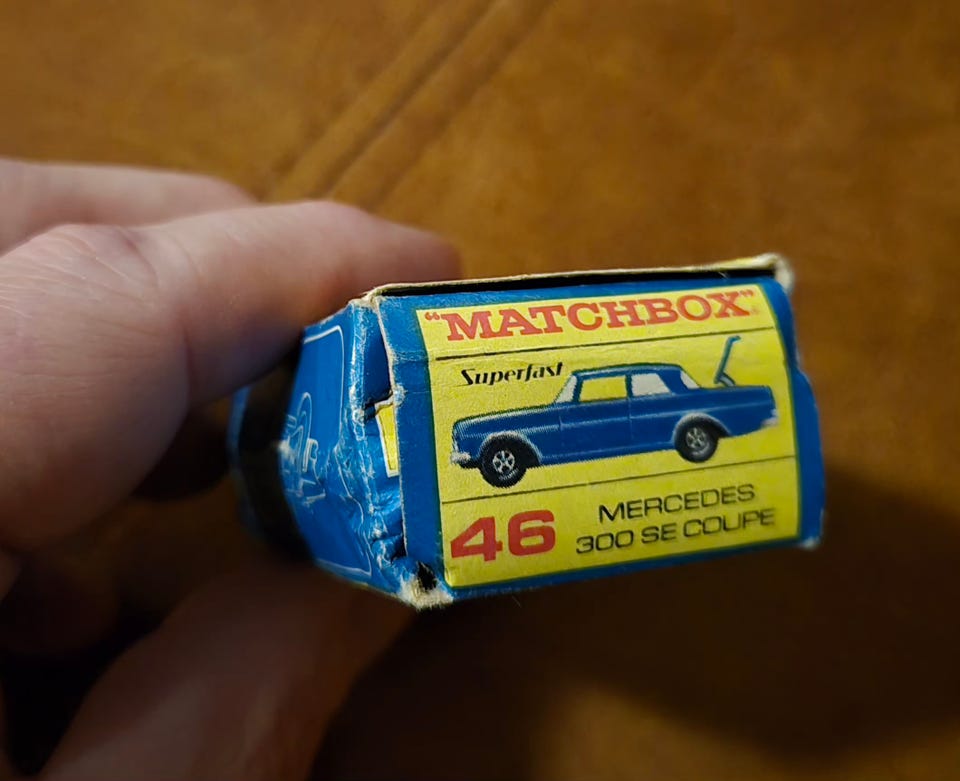 "MATCHBOX"
Superfast
46
MERCEDES
300 SE COUPE